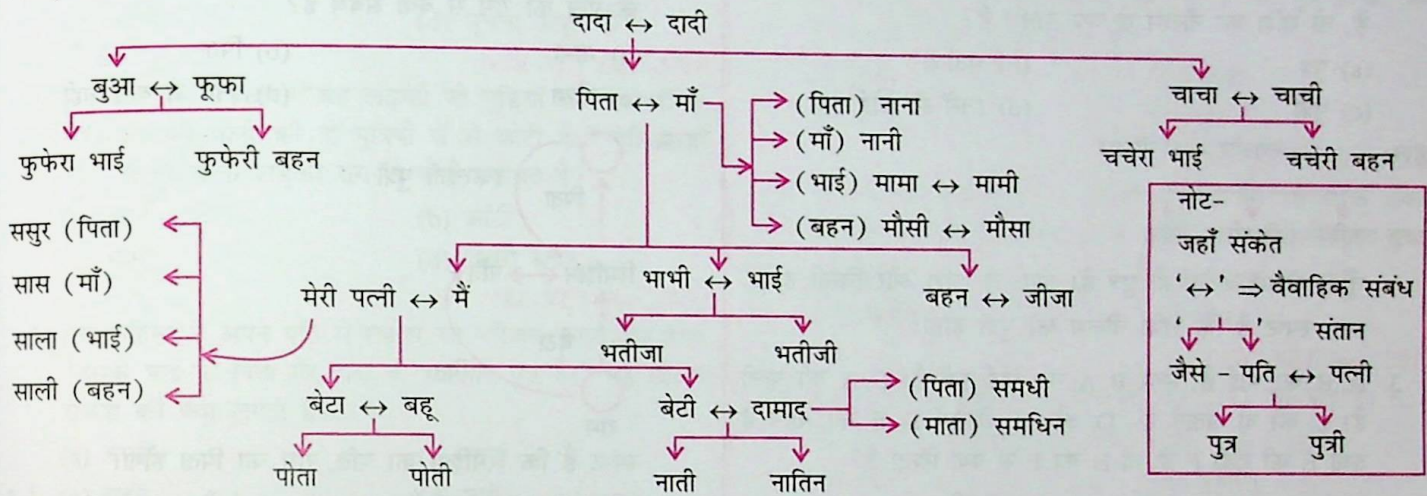 दादा ↔ दादी
बुआ ↔ फूफा
पिता ↔ माँ
(पिता) नाना
चाचा ↔ चाची
(माँ) नानी
फुफेरा भाई फुफेरी बहन
(भाई) मामा ↔ मामी
चचेरा भाई चचेरी बहन
(बहन) मौसी ↔ मौसा
ससुर (पिता)
सास (माँ)
साला (भाई)
साली (बहन)
मेरी पत्नी ↔ मैं
भाभी ↔ भाई
बहन ↔ जीजा
भतीजा भतीजी
बेटा ↔ बहू
बेटी ↔ दामाद
(पिता) समधी
(माता) समधिन
पोता पोती
नाती नातिन
नोट-
जहाँ संकेत
↔ ' ⇒ वैवाहिक संबंध
' ' संतान
जैसे - पति ↔ पत्नी
पुत्र पुत्री